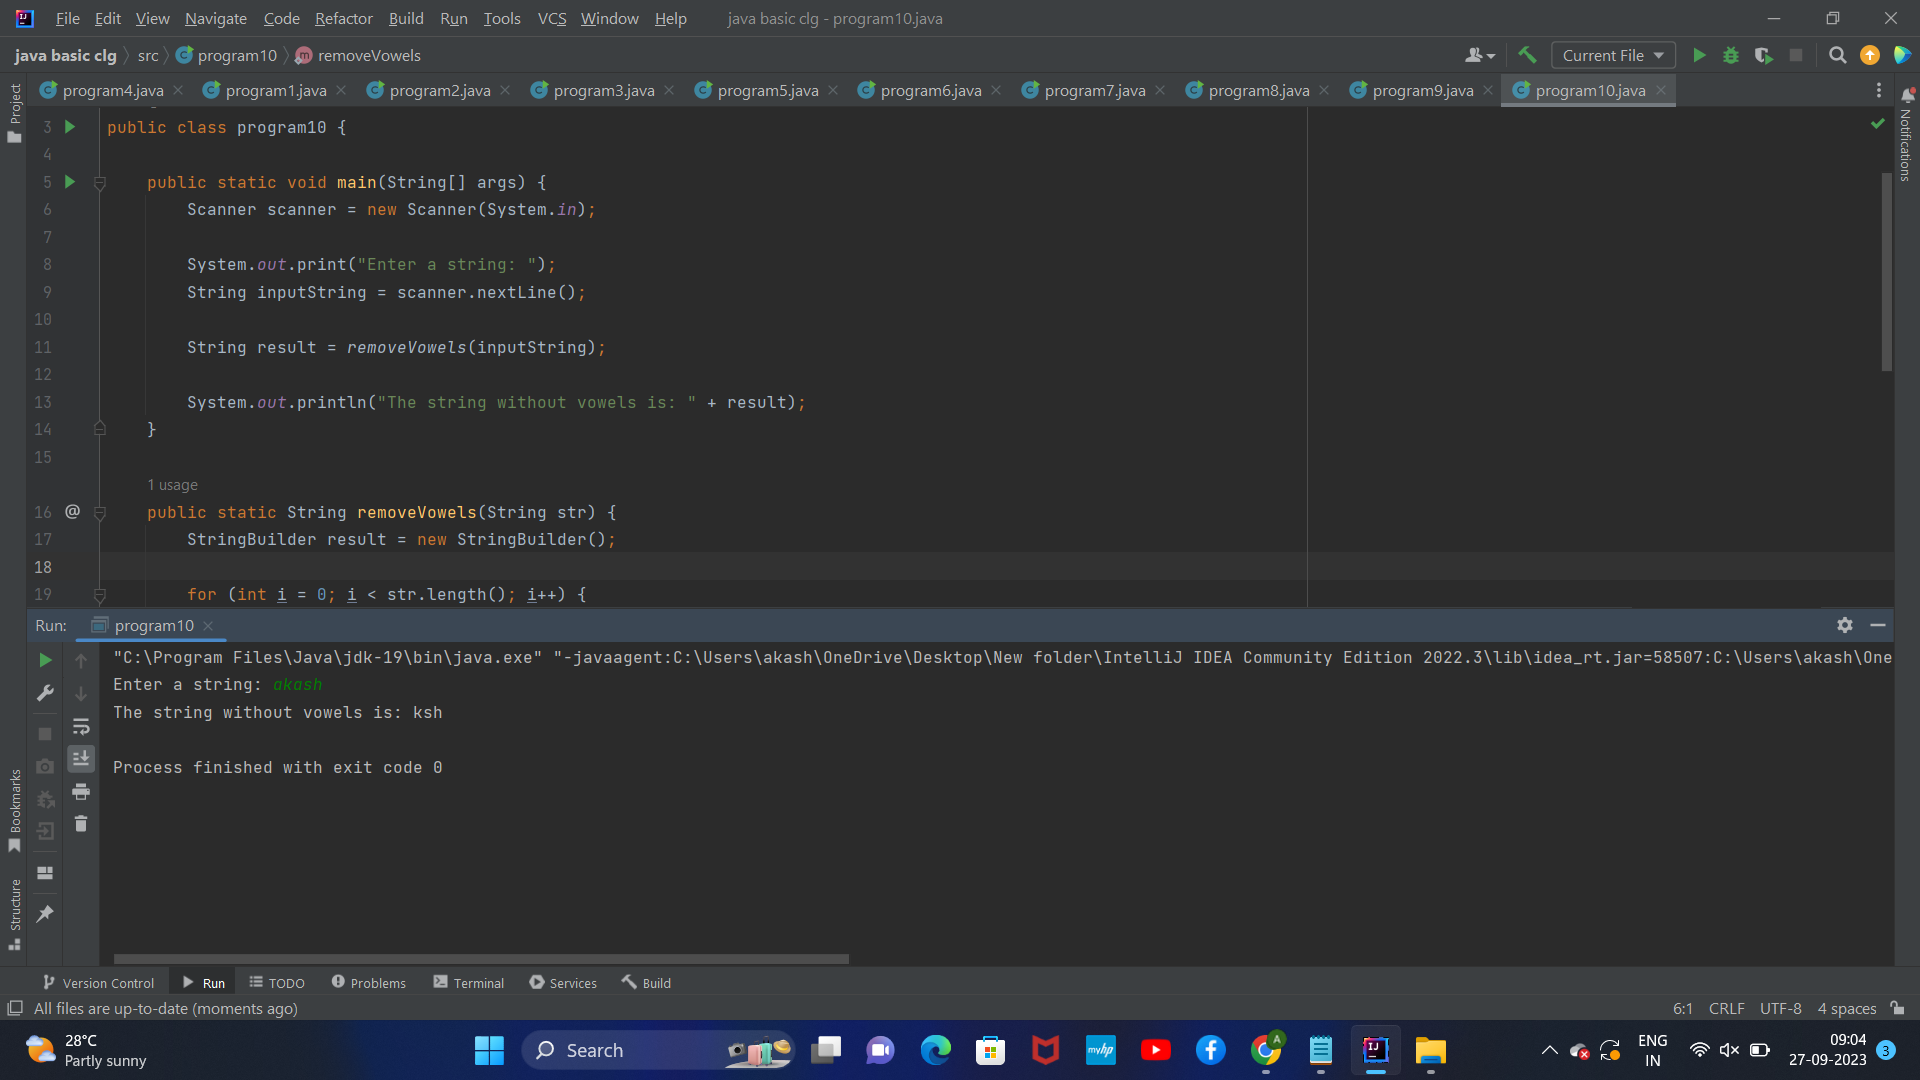 File Edit View Navigate Code Refactor Build Run Tools VCS Window Help java basic clg - program10.java
java basic clg src program10 removeVowels Current File
program4.java program1.java program2.java program3.java program5.java program6.java program7.java program8.java program9.java program10.java
Project
Notifications
3 public class program10 {
4
5 public static void main(String[] args) {
6 Scanner scanner = new Scanner(System.in);
7
8 System.out.print("Enter a string: ");
9 String inputString = scanner.nextLine();
10
11 String result = removeVowels(inputString);
12
13 System.out.println("The string without vowels is: " + result);
14 }
15
1 usage
16 @ public static String removeVowels(String str) {
17 StringBuilder result = new StringBuilder();
18
19 for (int i = 0; i < str.length(); i++) {
Run: program10
"C:\Program Files\Java\jdk-19\bin\java.exe" "-javaagent:C:\Users\akash\OneDrive\Desktop\New folder\IntelliJ IDEA Community Edition 2022.3\lib\idea_rt.jar=58507:C:\Users\akash\One
Enter a string: akash
The string without vowels is: ksh
Process finished with exit code 0
Bookmarks
Structure
Version Control Run TODO Problems Terminal Services Build
All files are up-to-date (moments ago) 6:1 CRLF UTF-8 4 spaces
28°C
Partly sunny
Search
myhp
A
ENG
IN
09:04
27-09-2023
3